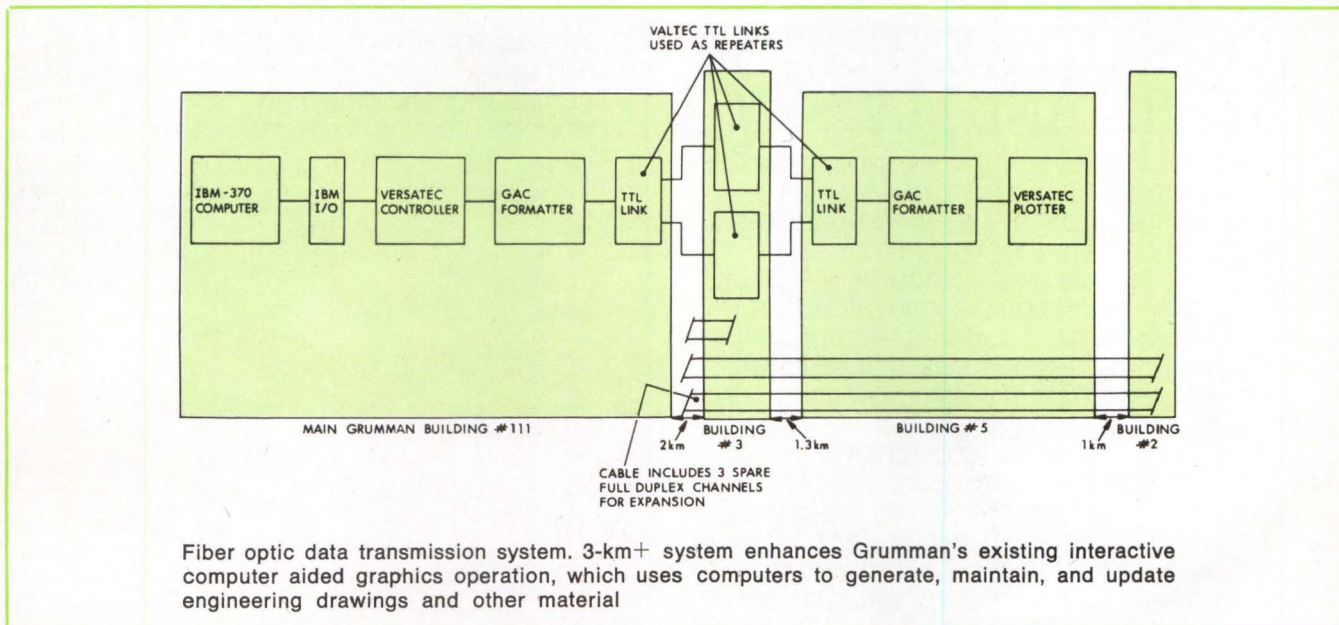 VALTEC TTL LINKS
USED AS REPEATERS
IBM-370
COMPUTER
IBM
I/O
VERSATEC
CONTROLLER
GAC
FORMATTER
TTL
LINK
TTL
LINK
GAC
FORMATTER
VERSATEC
PLOTTER
MAIN GRUMMAN BUILDING #111
2km
BUILDING
#3
1.3km
BUILDING #5
1km
BUILDING
#2
CABLE INCLUDES 3 SPARE
FULL DUPLEX CHANNELS
FOR EXPANSION
Fiber optic data transmission system. 3-km+ system enhances Grumman's existing interactive
computer aided graphics operation, which uses computers to generate, maintain, and update
engineering drawings and other material